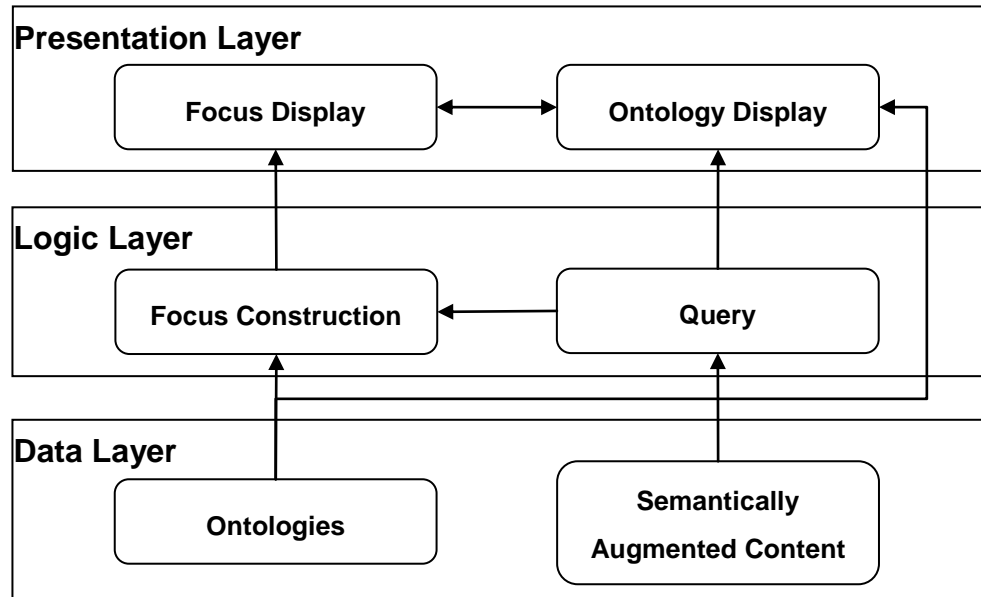 Presentation Layer
Focus Display
Ontology Display
Logic Layer
Focus Construction
Query
Data Layer
Ontologies
Semantically
Augmented Content